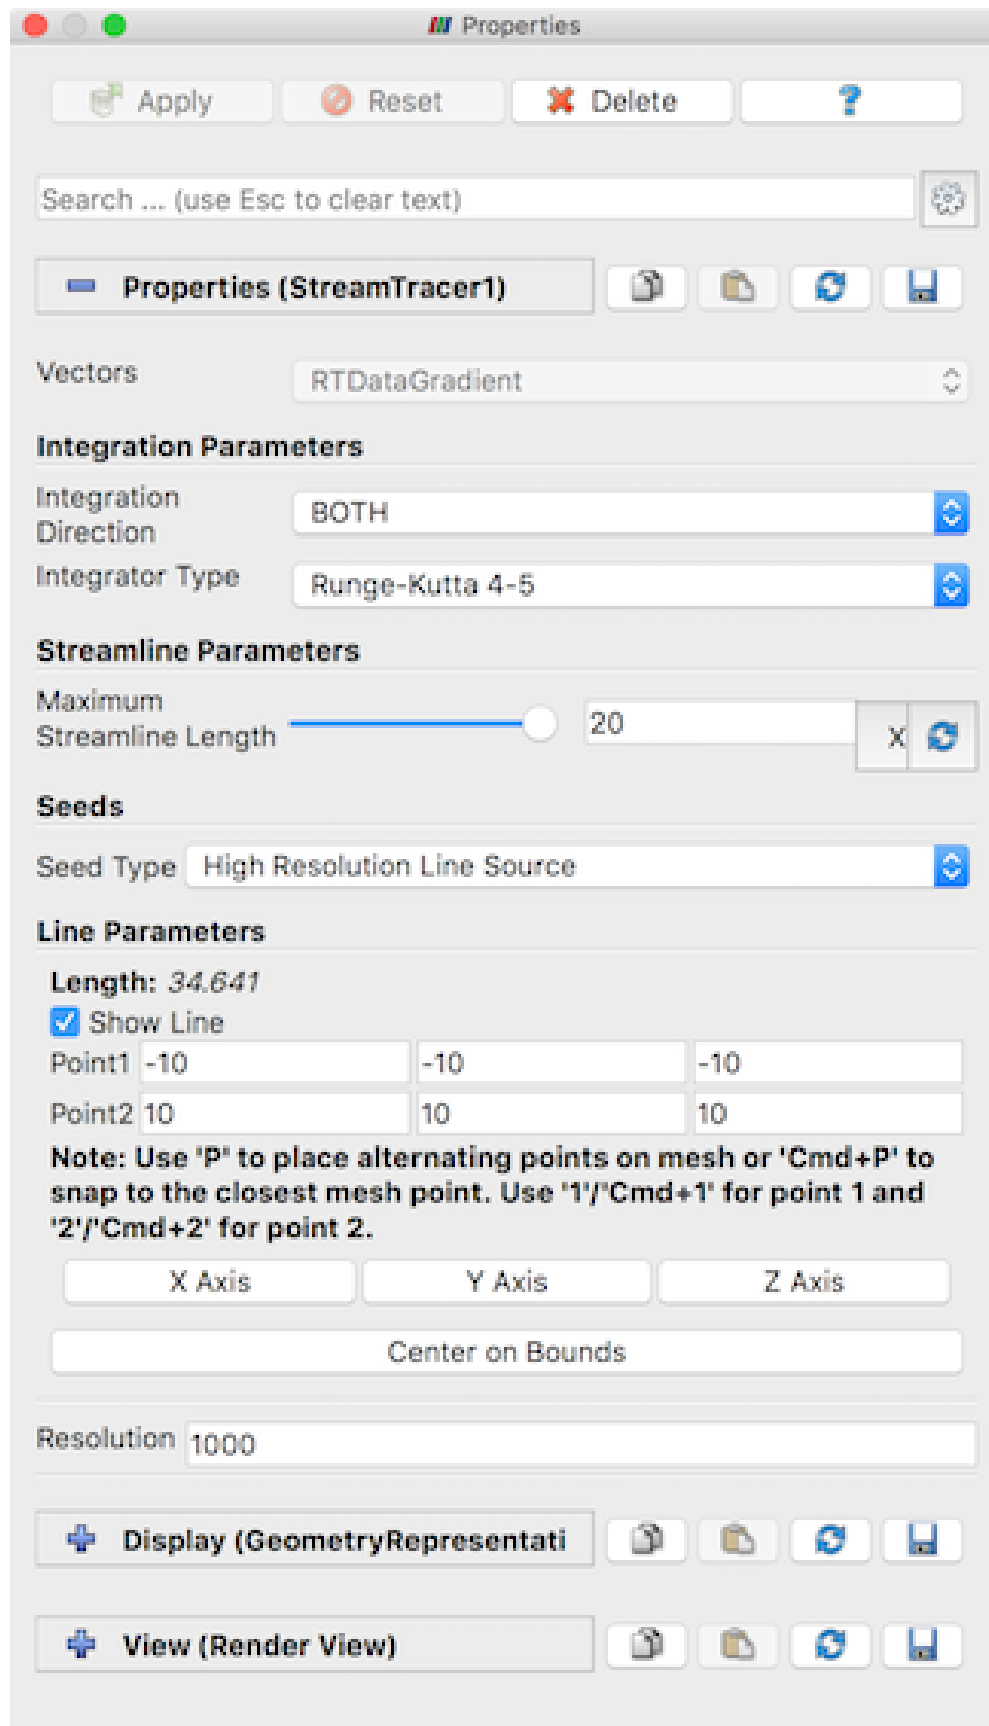 Properties
Apply Reset Delete ?
Search ... (use Esc to clear text)
Properties (StreamTracer1)
Vectors RTDataGradient
Integration Parameters
Integration
Direction BOTH
Integrator Type Runge-Kutta 4-5
Streamline Parameters
Maximum
Streamline Length 20 X
Seeds
Seed Type High Resolution Line Source
Line Parameters
Length: 34.641
Show Line
Point1 -10 -10 -10
Point2 10 10 10
Note: Use 'P' to place alternating points on mesh or 'Cmd+P' to
snap to the closest mesh point. Use '1'/'Cmd+1' for point 1 and
'2'/'Cmd+2' for point 2.
X Axis Y Axis Z Axis
Center on Bounds
Resolution 1000
Display (GeometryRepresentati
View (Render View)